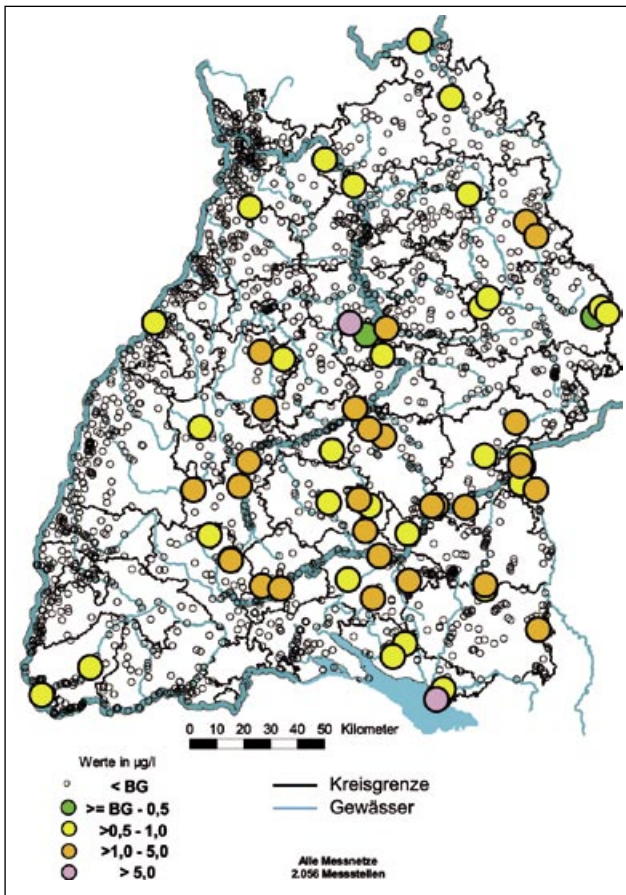 0 10 20 30 40 50 Kilometer
Werte in µg/l
< BG
>= BG - 0,5
>0,5 - 1,0
>1,0 - 5,0
> 5,0
Kreisgrenze
Gewässer
Alle Messnetze
2.056 Messstellen